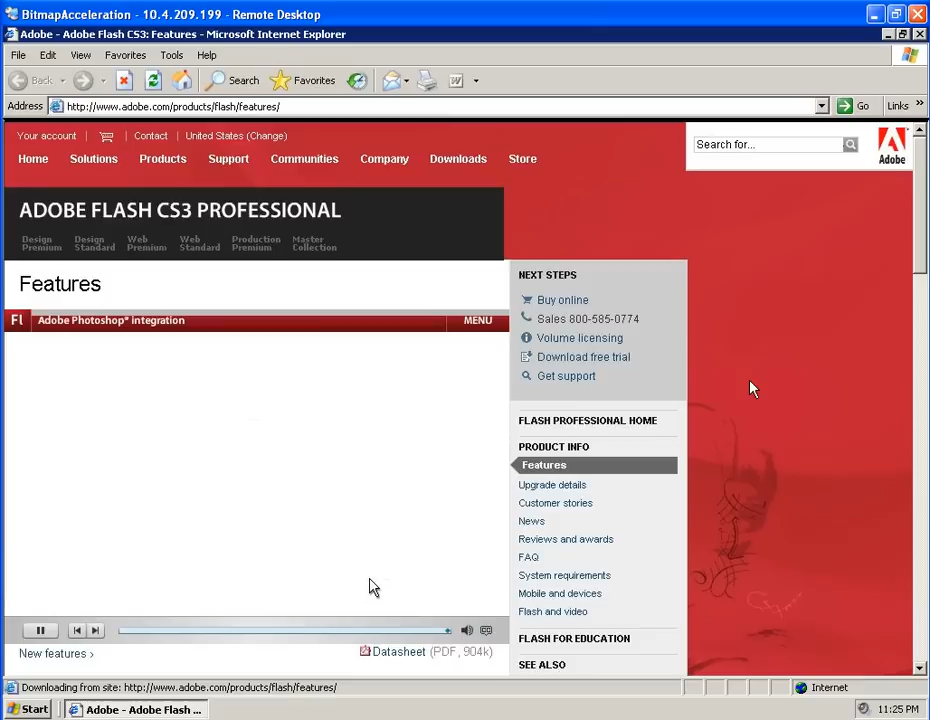 BitmapAcceleration - 10.4.209.199 - Remote Desktop
Adobe - Adobe Flash CS3: Features - Microsoft Internet Explorer
File Edit View Favorites Tools Help
Back Search Favorites
Address http://www.adobe.com/products/flash/features/ Go Links »
Your account Contact United States (Change)
Home Solutions Products Support Communities Company Downloads Store
Search for...
Adobe
ADOBE FLASH CS3 PROFESSIONAL
Design Premium
Design Standard
Web Premium
Web Standard
Production Premium
Master Collection
Features
Fl Adobe Photoshop® integration MENU
New features ›
Datasheet (PDF, 904k)
NEXT STEPS
Buy online
Sales 800-585-0774
Volume licensing
Download free trial
Get support
FLASH PROFESSIONAL HOME
PRODUCT INFO
Features
Upgrade details
Customer stories
News
Reviews and awards
FAQ
System requirements
Mobile and devices
Flash and video
FLASH FOR EDUCATION
SEE ALSO
Downloading from site: http://www.adobe.com/products/flash/features/
Internet
Start Adobe - Adobe Flash ... 11:25 PM